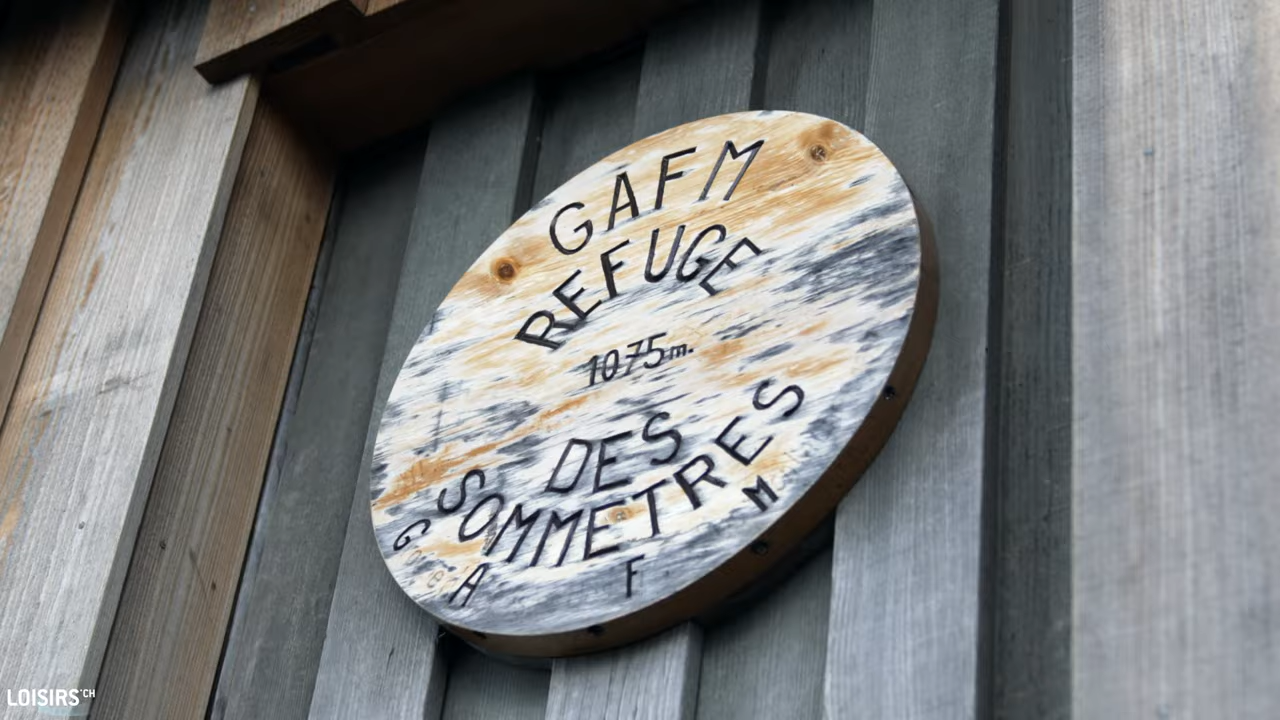 GAFM
REFUGE
1075m.
DES
SOMMETRES
G A F M
LOISIRS.CH